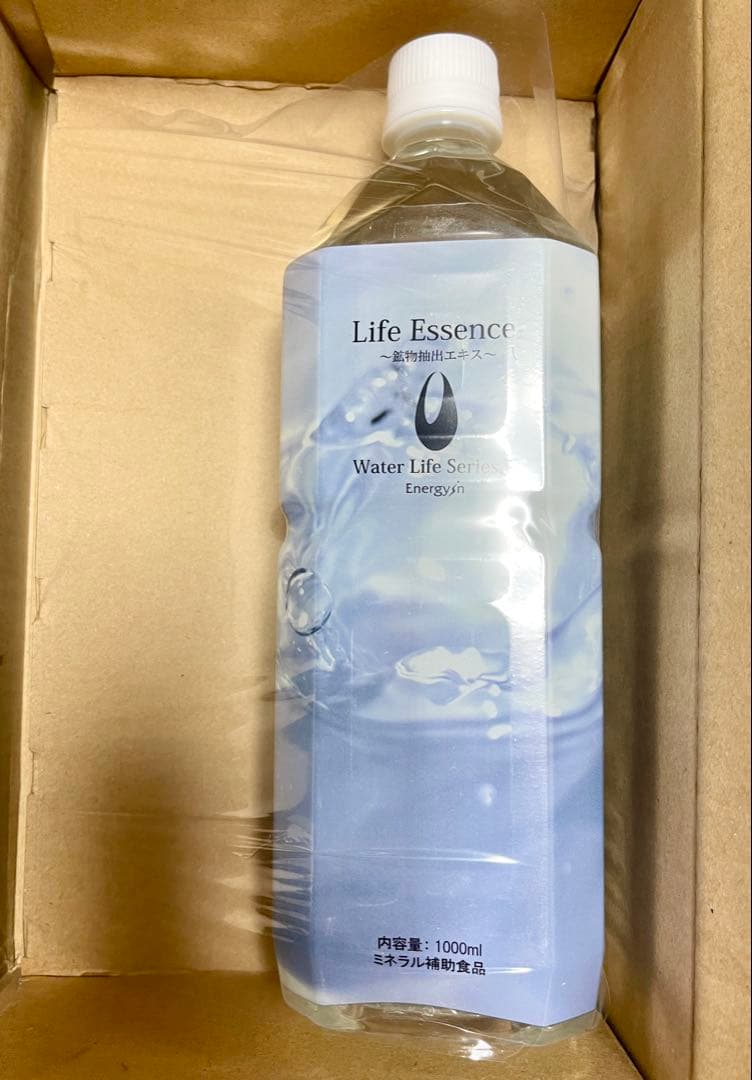 Life Essence
～鉱物抽出エキス～
Water Life Series
Energyin
内容量：1000ml
ミネラル補助食品